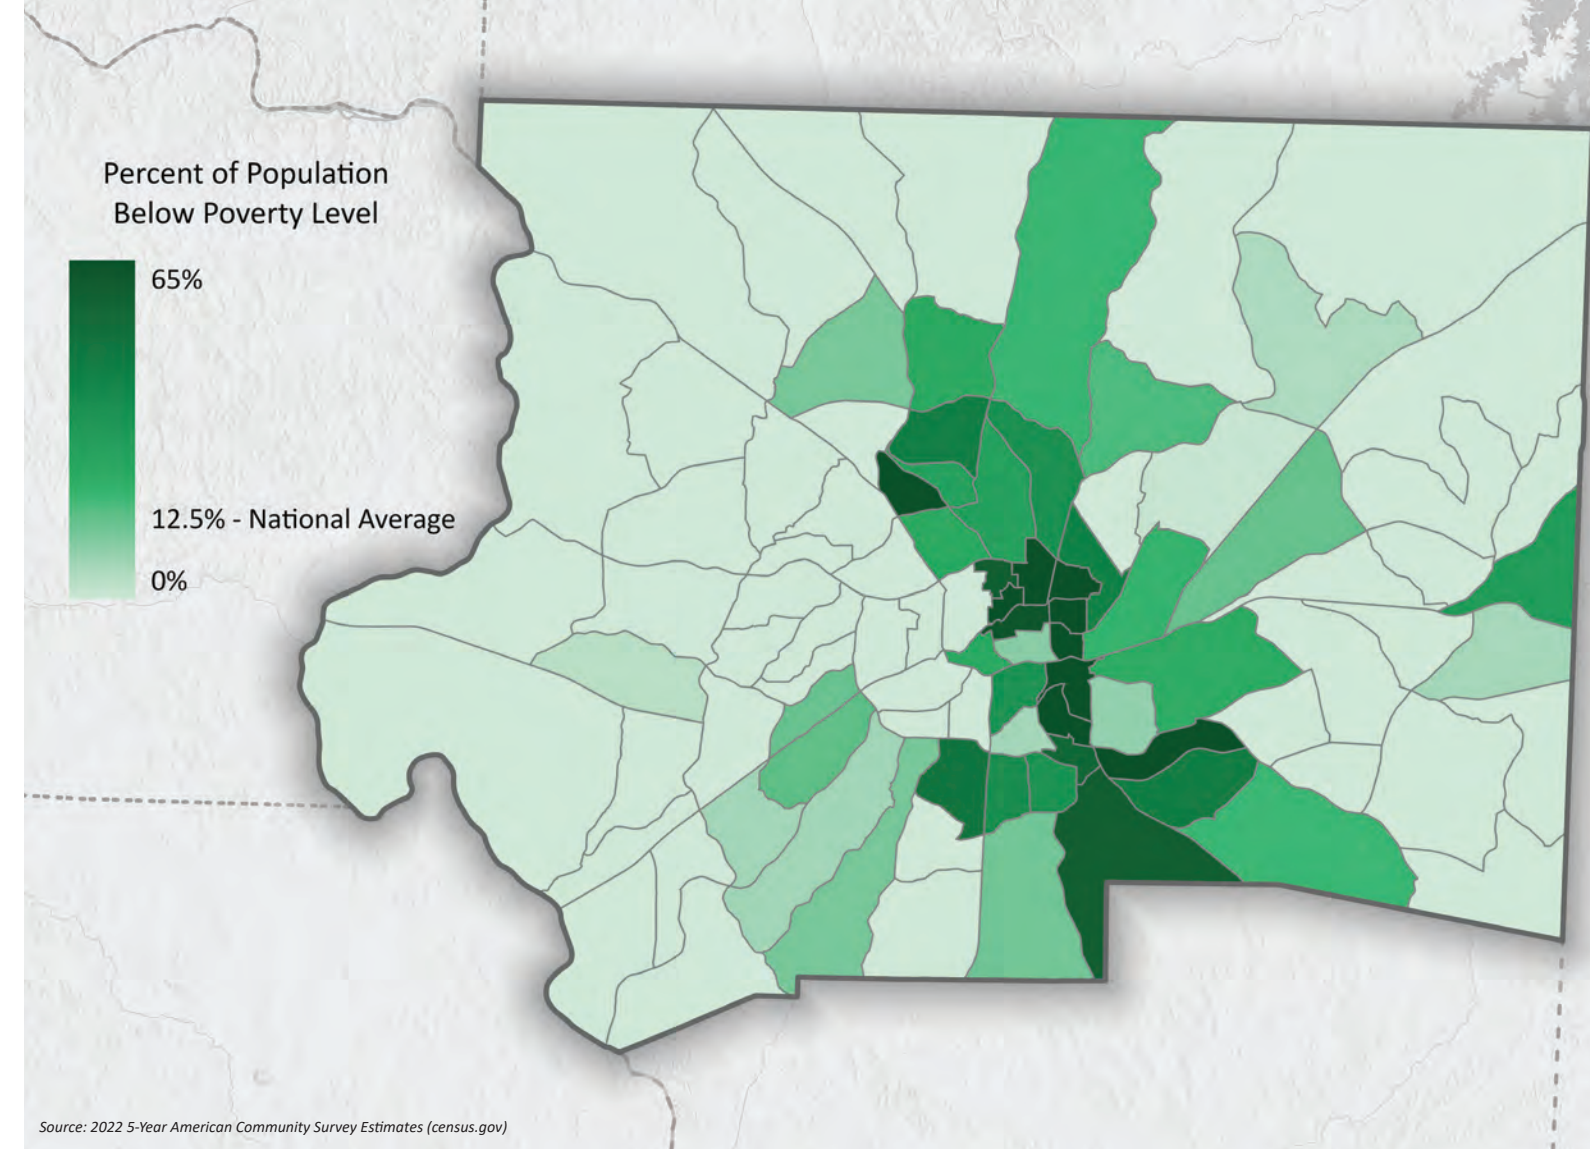 Percent of Population
Below Poverty Level
65%
12.5% - National Average
0%
Source: 2022 5-Year American Community Survey Estimates (census.gov)